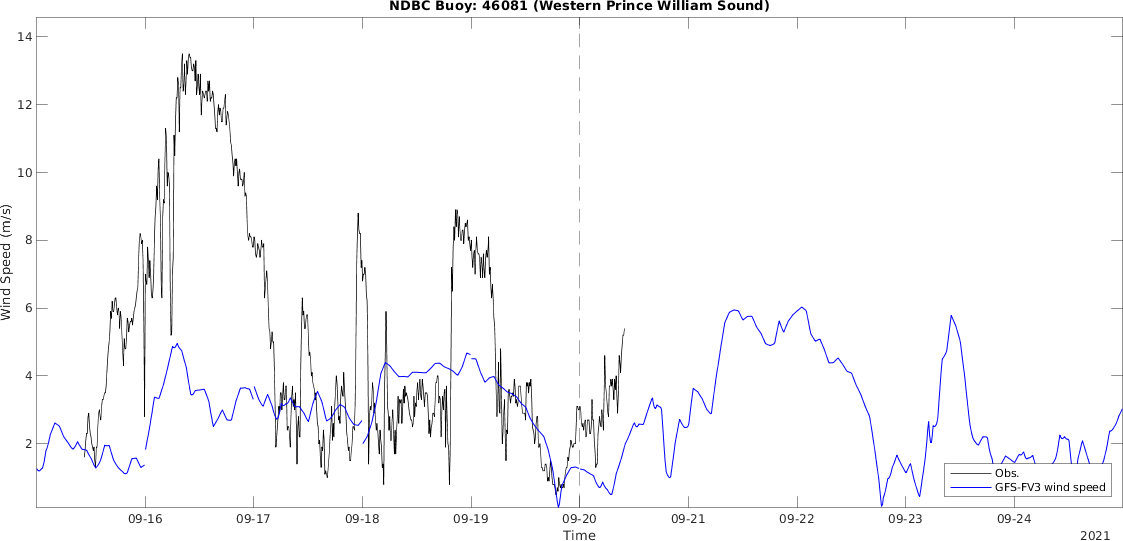 NDBC Buoy: 46081 (Western Prince William Sound)
14
12
10
8
6
4
2
Wind Speed (m/s)
09-16 09-17 09-18 09-19 09-20 09-21 09-22 09-23 09-24
Time
2021
Obs.
GFS-FV3 wind speed